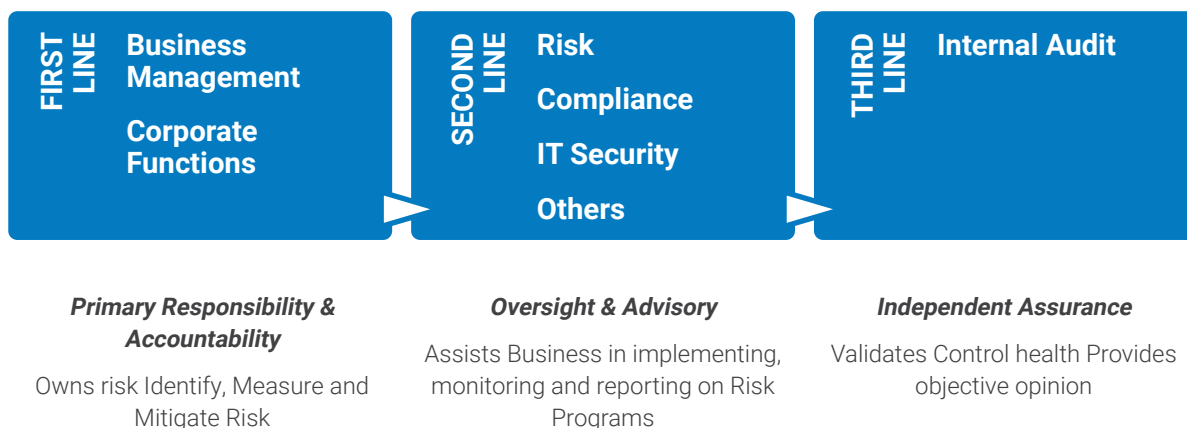 FIRST
LINE
Business
Management
Corporate
Functions
SECOND
LINE
Risk
Compliance
IT Security
Others
THIRD
LINE
Internal Audit
Primary Responsibility &
Accountability
Owns risk Identify, Measure and
Mitigate Risk
Oversight & Advisory
Assists Business in implementing,
monitoring and reporting on Risk
Programs
Independent Assurance
Validates Control health Provides
objective opinion